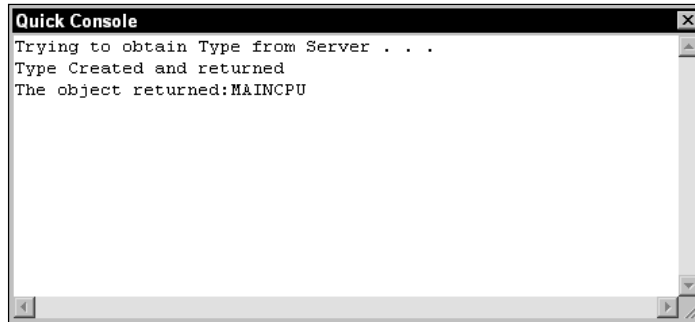 Quick Console
Trying to obtain Type from Server . . .
Type Created and returned
The object returned:MAINCPU